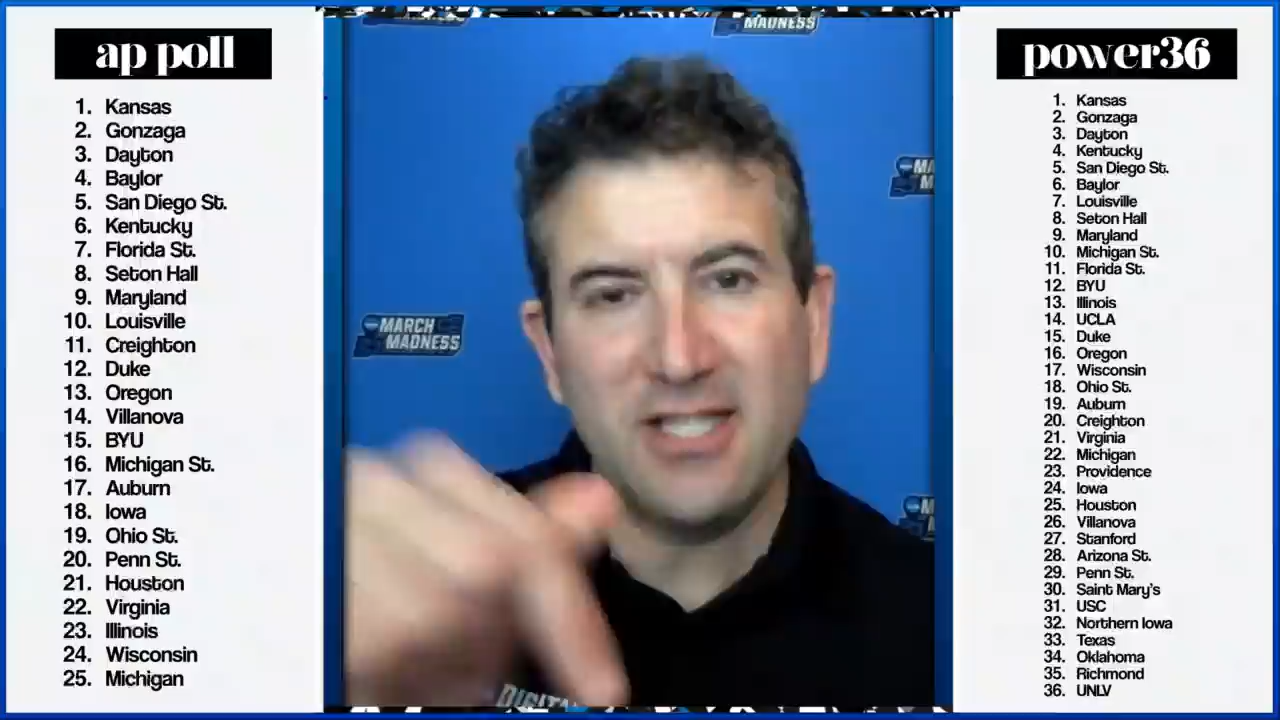 ap poll
1. Kansas
2. Gonzaga
3. Dayton
4. Baylor
5. San Diego St.
6. Kentucky
7. Florida St.
8. Seton Hall
9. Maryland
10. Louisville
11. Creighton
12. Duke
13. Oregon
14. Villanova
15. BYU
16. Michigan St.
17. Auburn
18. Iowa
19. Ohio St.
20. Penn St.
21. Houston
22. Virginia
23. Illinois
24. Wisconsin
25. Michigan
MADNESS
MARCH
MADNESS
power36
1. Kansas
2. Gonzaga
3. Dayton
4. Kentucky
5. San Diego St.
6. Baylor
7. Louisville
8. Seton Hall
9. Maryland
10. Michigan St.
11. Florida St.
12. BYU
13. Illinois
14. UCLA
15. Duke
16. Oregon
17. Wisconsin
18. Ohio St.
19. Auburn
20. Creighton
21. Virginia
22. Michigan
23. Providence
24. Iowa
25. Houston
26. Villanova
27. Stanford
28. Arizona St.
29. Penn St.
30. Saint Mary's
31. USC
32. Northern Iowa
33. Texas
34. Oklahoma
35. Richmond
36. UNLV